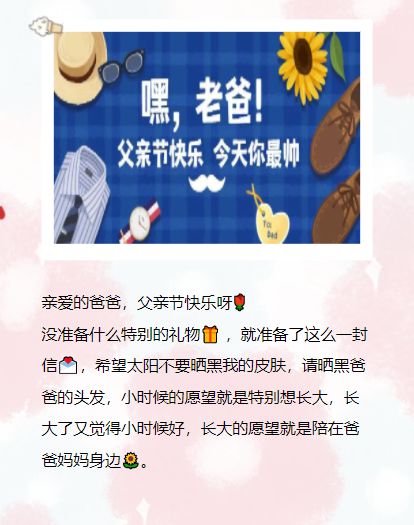 嘿，老爸！
父亲节快乐 今天你最帅
To:
Dad
亲爱的爸爸，父亲节快乐呀🌹
没准备什么特别的礼物🎁，就准备了这么一封
信💌，希望太阳不要晒黑我的皮肤，请晒黑爸
爸的头发，小时候的愿望就是特别想长大，长
大了又觉得小时候好，长大的愿望就是陪在爸
爸妈妈身边🌻。